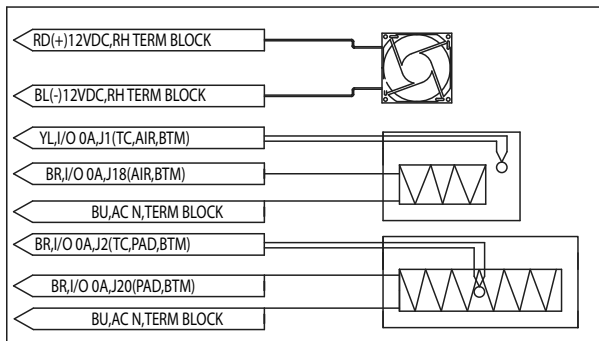 RD(+)12VDC,RH TERM BLOCK
BL(-)12VDC,RH TERM BLOCK
YL,I/O 0A,J1(TC,AIR,BTM)
BR,I/O 0A,J18(AIR,BTM)
BU,AC N,TERM BLOCK
BR,I/O 0A,J2(TC,PAD,BTM)
BR,I/O 0A,J20(PAD,BTM)
BU,AC N,TERM BLOCK